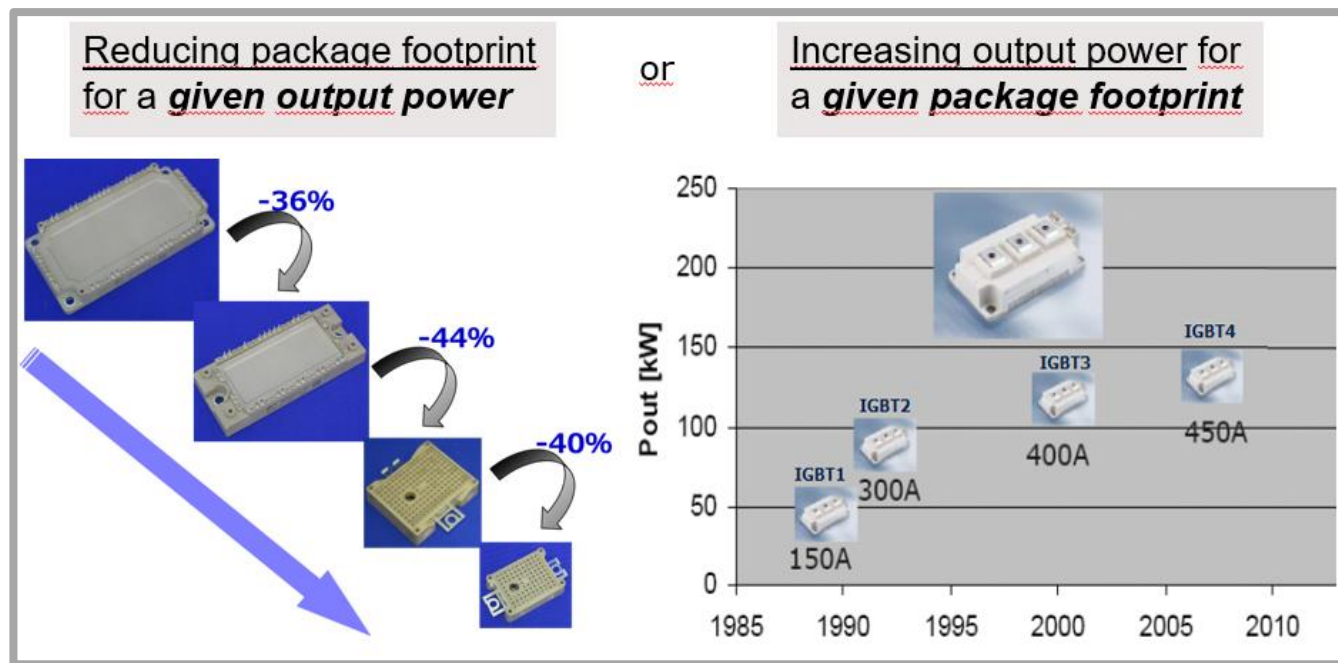 Reducing package footprint
for a given output power
or
Increasing output power for
a given package footprint
-36%
-44%
-40%
Pout [kW]
250
200
150
100
50
0
IGBT1
150A
IGBT2
300A
IGBT3
400A
IGBT4
450A
1985 1990 1995 2000 2005 2010